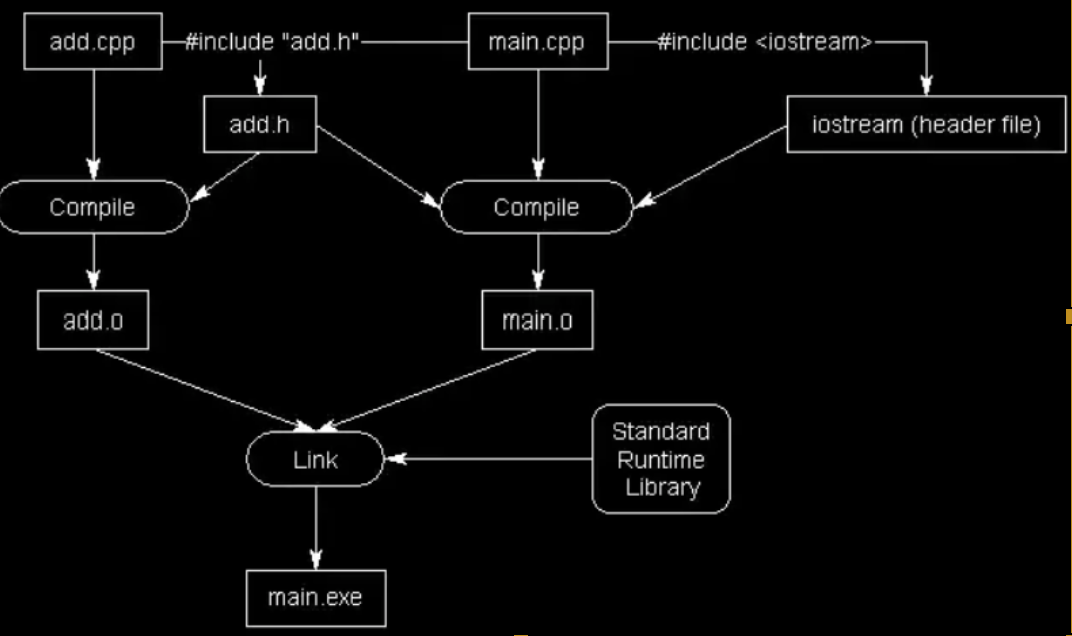 add.cpp
#include "add.h"
main.cpp
#include <iostream>
add.h
iostream (header file)
Compile
Compile
add.o
main.o
Link
Standard
Runtime
Library
main.exe